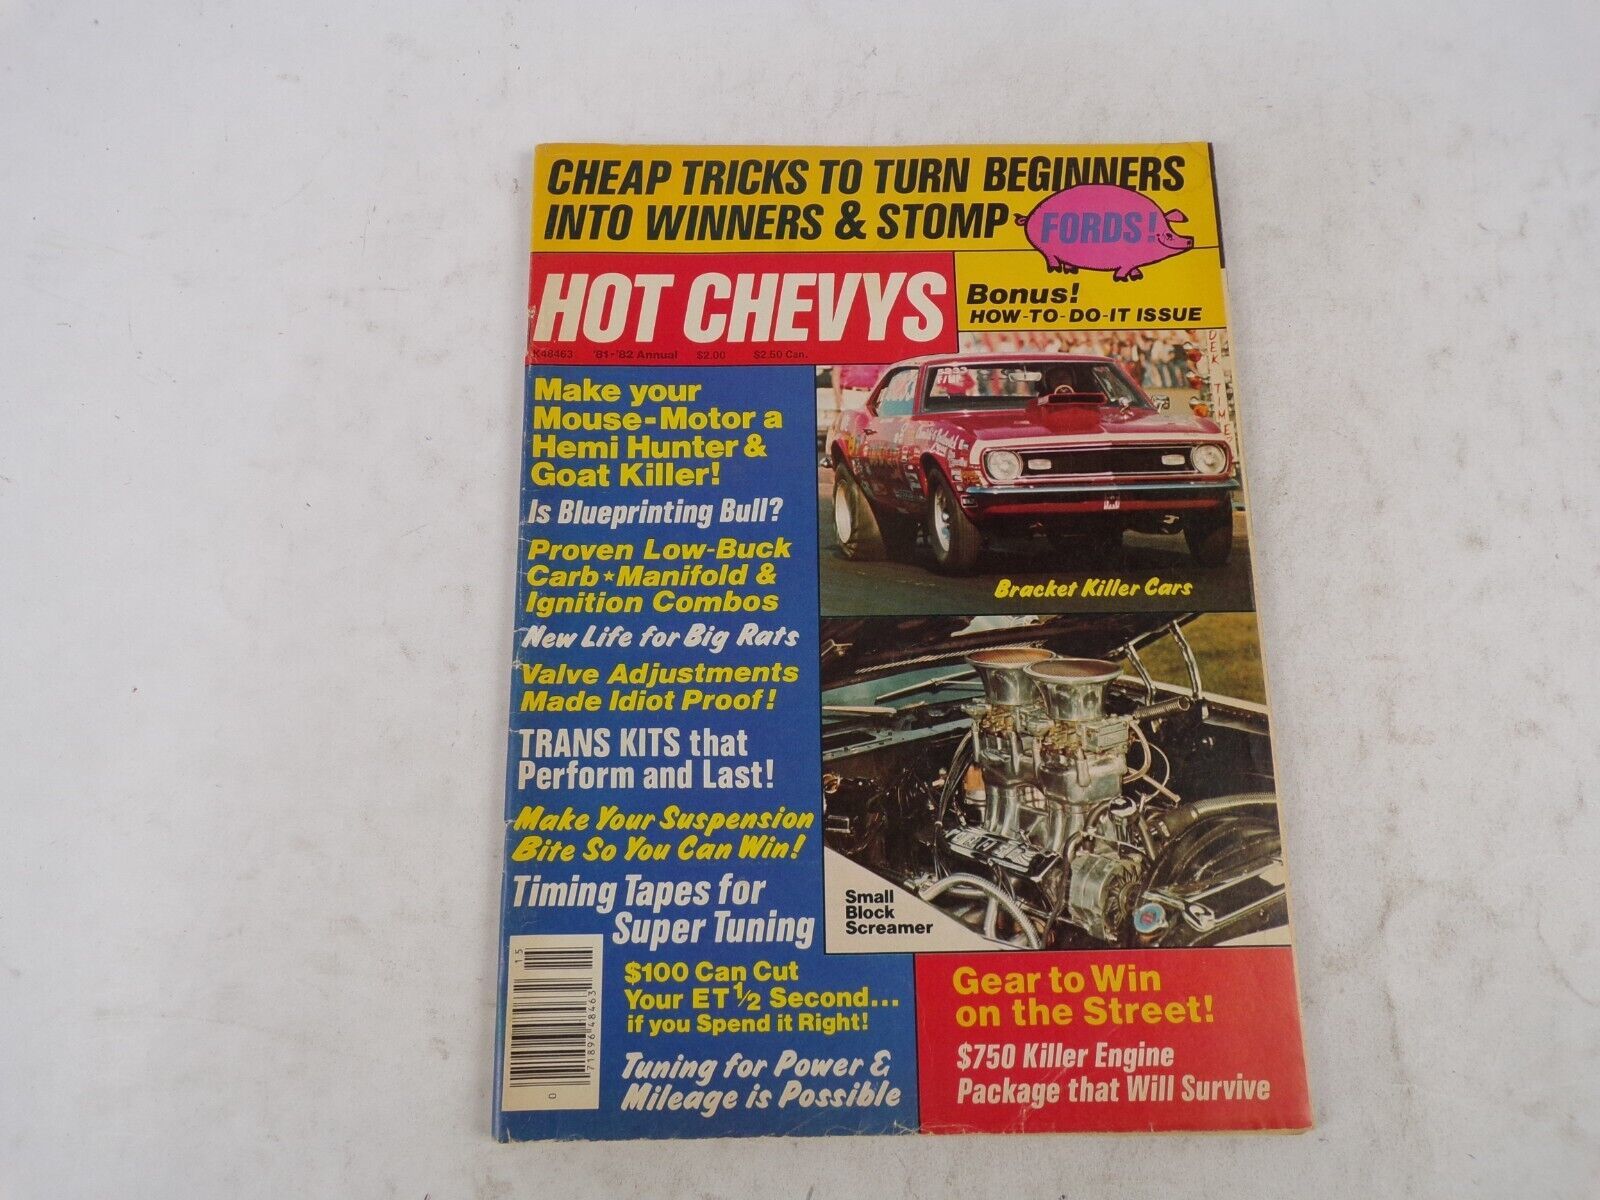 CHEAP TRICKS TO TURN BEGINNERS
INTO WINNERS & STOMP FORDS!
HOT CHEVYS
Bonus!
HOW-TO-DO-IT ISSUE
K48463 '81-'82 Annual $2.00 $2.50 Can.
Make your
Mouse-Motor a
Hemi Hunter &
Goat Killer!
Is Blueprinting Bull?
Proven Low-Buck
Carb★Manifold &
Ignition Combos
New Life for Big Rats
Valve Adjustments
Made Idiot Proof!
TRANS KITS that
Perform and Last!
Make Your Suspension
Bite So You Can Win!
Timing Tapes for
Super Tuning
$100 Can Cut
Your ET ½ Second...
if you Spend it Right!
Tuning for Power &
Mileage is Possible
Bracket Killer Cars
Small
Block
Screamer
Gear to Win
on the Street!
$750 Killer Engine
Package that Will Survive
15
71896 48463
0